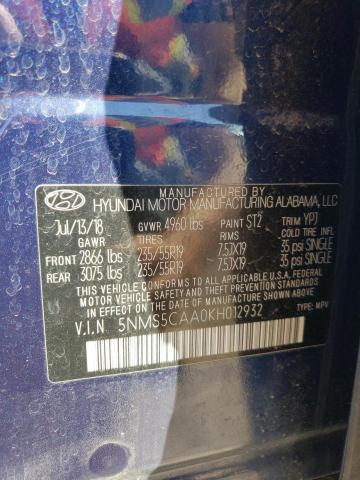 MANUFACTURED BY
HYUNDAI MOTOR MANUFACTURING ALABAMA, LLC
Jul/13/18 GVWR 4960 lbs PAINT ST2 TRIM YPJ
GAWR TIRES RIMS COLD TIRE INFL
FRONT 2866 lbs 235/55R19 7.5JX19 35 psi SINGLE
REAR 3075 lbs 235/55R19 7.5JX19 35 psi SINGLE
THIS VEHICLE CONFORMS TO ALL APPLICABLE
U.S FEDERAL MOTOR VEHICLE SAFETY STANDARDS
IN EFFECT ON THE DATE OF MANUFACTURE SHOWN ABOVE.
V.I.N 5NMS5CAA0KH012932 TYPE: MPV